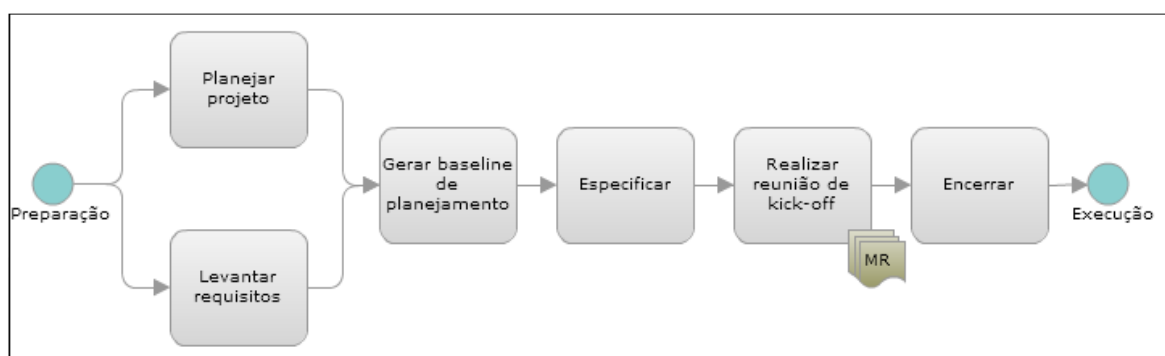 Planejar
projeto
Preparação
Levantar
requisitos
Gerar baseline
de
planejamento
Especificar
Realizar
reunião de
kick-off
MR
Encerrar
Execução